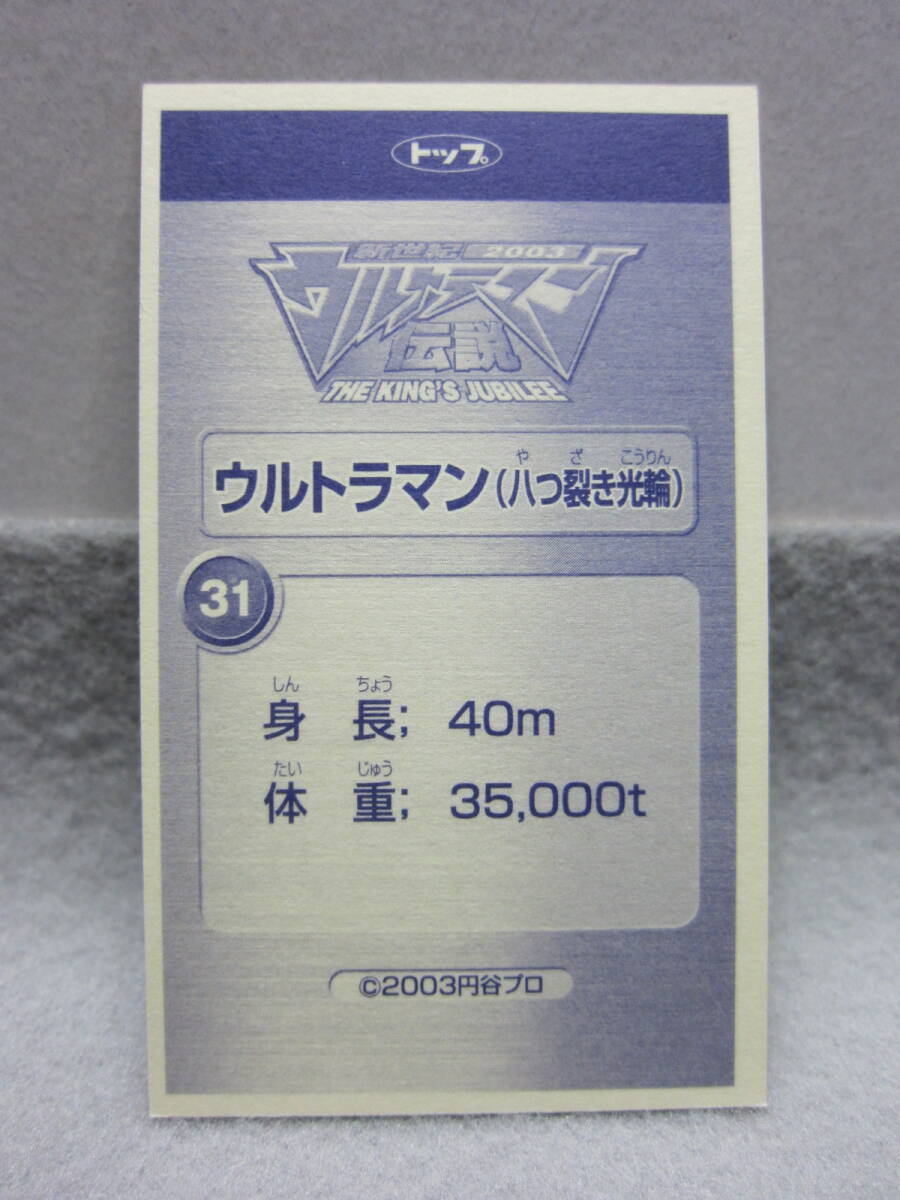 トップ。
新世紀 2003
ウルトラマン
伝説
THE KING'S JUBILEE
や ざ こうりん
ウルトラマン(八つ裂き光輪)
31
しん ちょう
身 長; 40m
たい じゅう
体 重; 35,000t
©2003円谷プロ